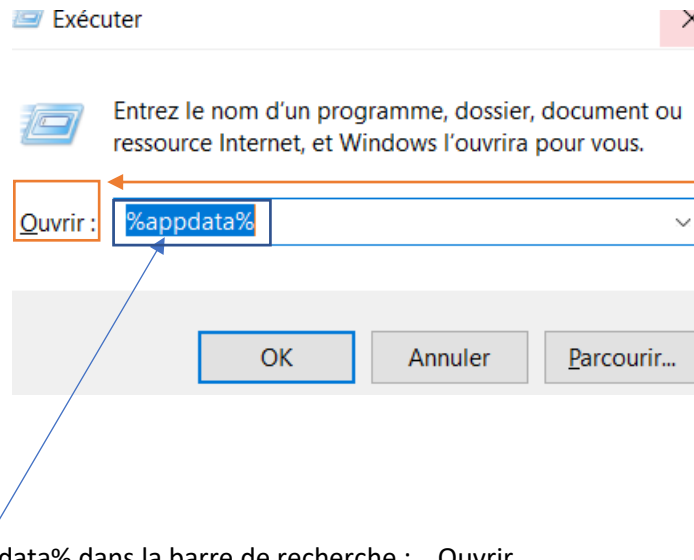 Exécuter
Entrez le nom d'un programme, dossier, document ou
ressource Internet, et Windows l'ouvrira pour vous.
Ouvrir : %appdata%
OK Annuler Parcourir...
data% dans la barre de recherche : Ouvrir